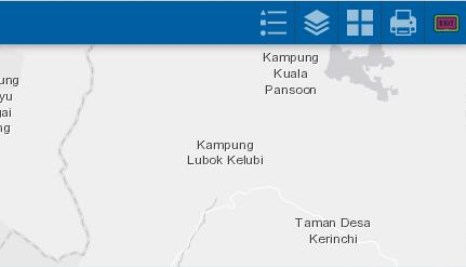 EXIT
Kampung
Kuala
Pansoon
Kampung
Lubok Kelubi
Taman Desa
Kerinchi